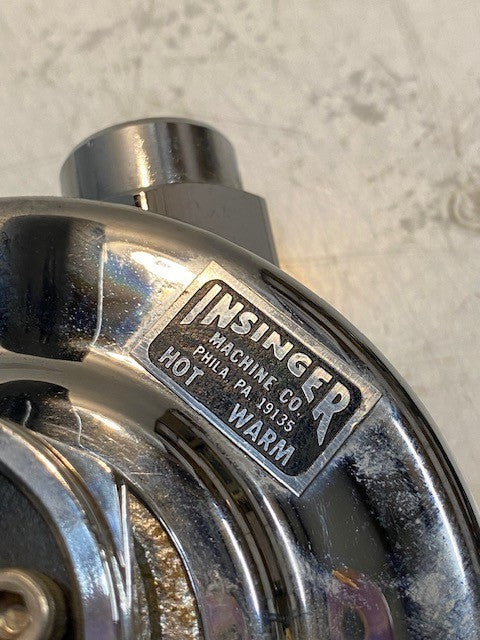 INSINGER
MACHINE CO.
PHILA. PA. 19135
HOT WARM